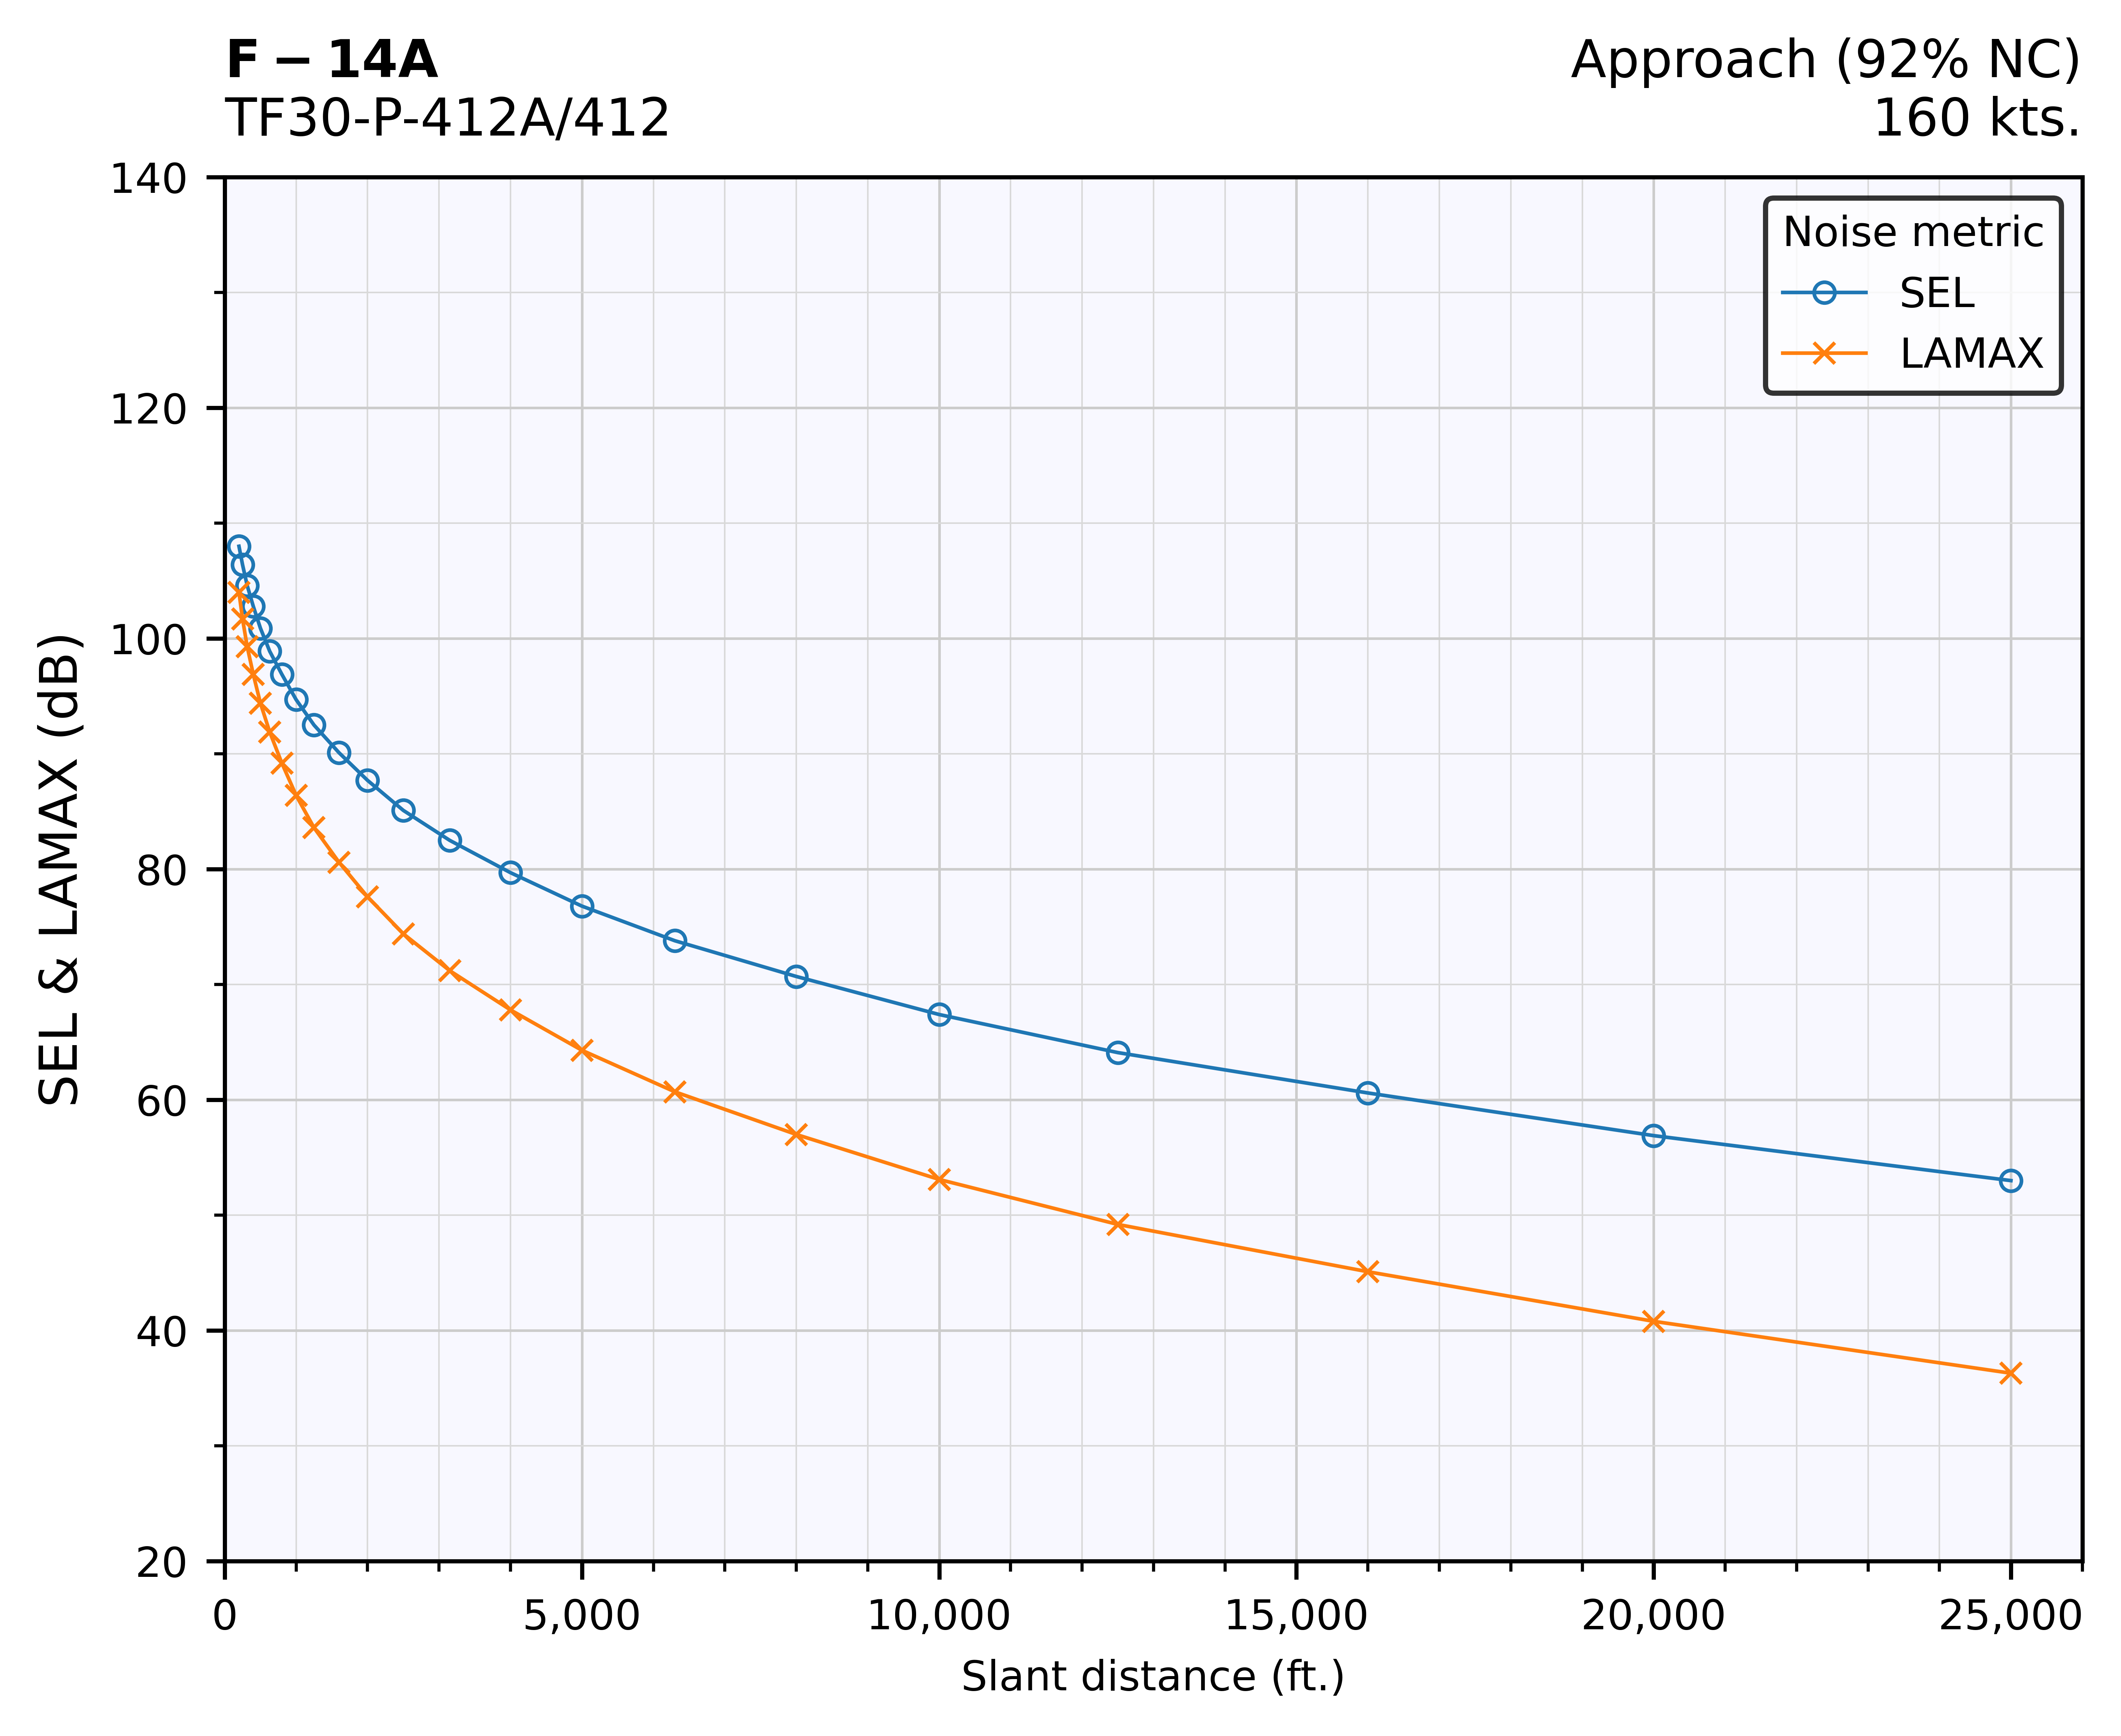 F − 14A
TF30-P-412A/412
Approach (92% NC)
160 kts.
SEL & LAMAX (dB)
140
120
100
80
60
40
20
Noise metric
SEL
LAMAX
0
5,000
10,000
15,000
20,000
25,000
Slant distance (ft.)